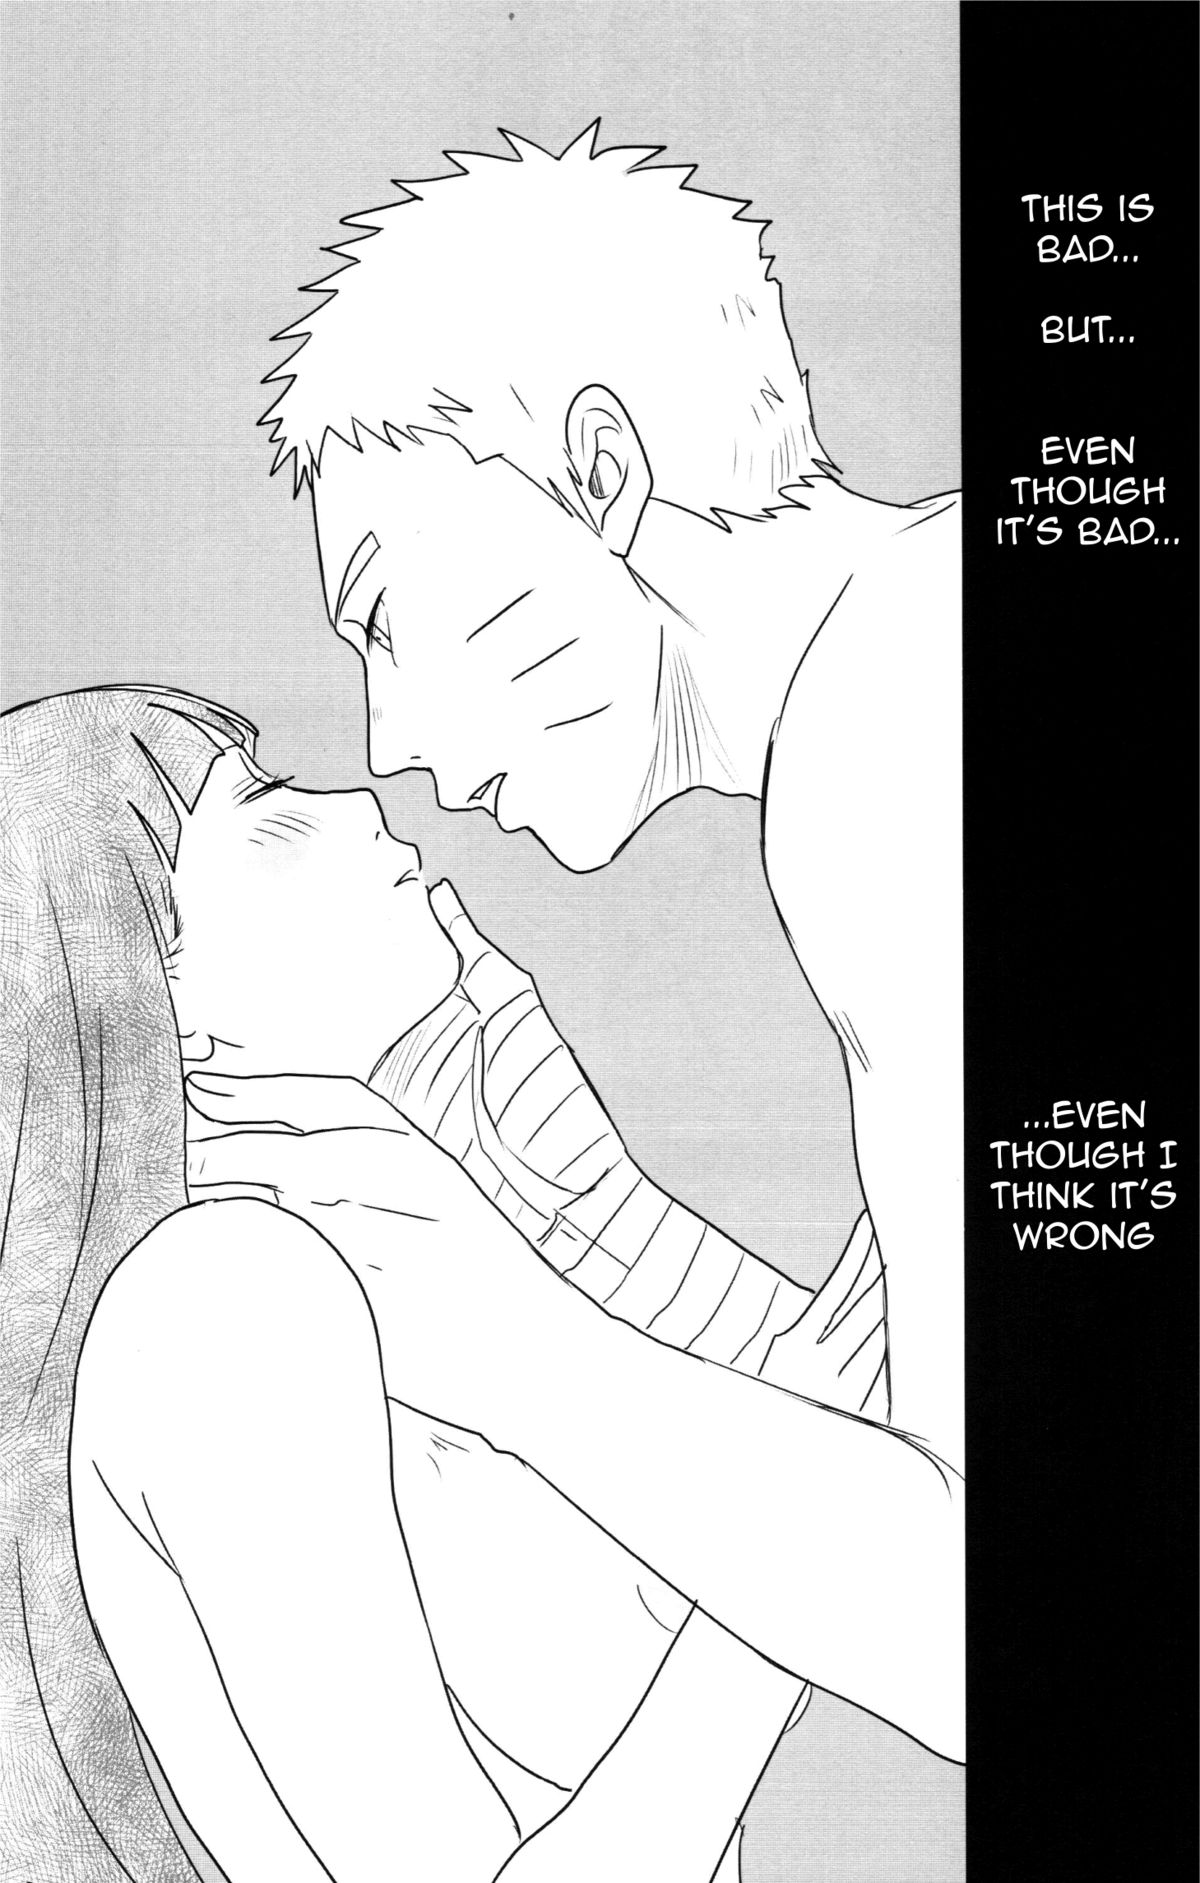 THIS IS
BAD...
BUT...
EVEN
THOUGH
IT'S BAD...
...EVEN
THOUGH I
THINK IT'S
WRONG